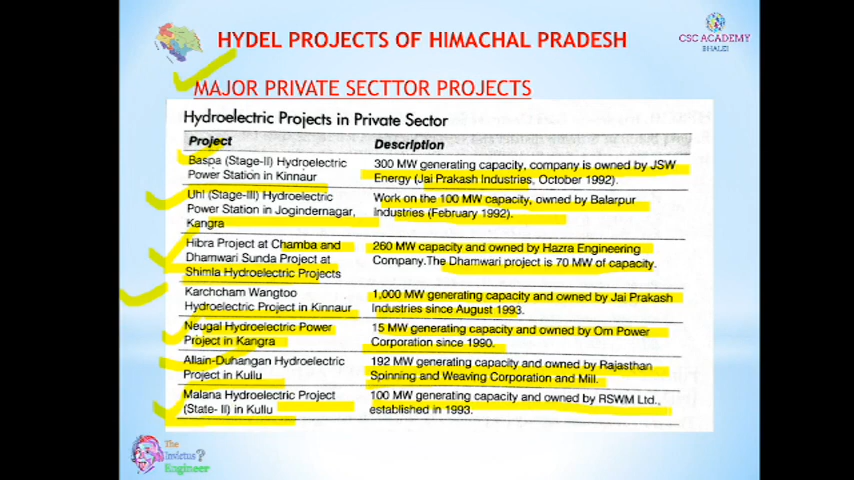 HYDEL PROJECTS OF HIMACHAL PRADESH
CSC ACADEMY
BHALEI
MAJOR PRIVATE SECTTOR PROJECTS
Hydroelectric Projects in Private Sector
Project Description
Baspa (Stage-II) Hydroelectric
Power Station in Kinnaur
300 MW generating capacity, company is owned by JSW
Energy (Jai Prakash Industries, October 1992).
Uhl (Stage-III) Hydroelectric
Power Station in Jogindernagar,
Kangra
Work on the 100 MW capacity, owned by Balarpur
Industries (February 1992).
Hibra Project at Chamba and
Dhamwari Sunda Project at
Shimla Hydroelectric Projects
260 MW capacity and owned by Hazra Engineering
Company. The Dhamwari project is 70 MW of capacity.
Karchcham Wangtoo
Hydroelectric Project in Kinnaur
1,000 MW generating capacity and owned by Jai Prakash
Industries since August 1993.
Neugal Hydroelectric Power
Project in Kangra
15 MW generating capacity and owned by Om Power
Corporation since 1990.
Allain-Duhangan Hydroelectric
Project in Kullu
192 MW generating capacity and owned by Rajasthan
Spinning and Weaving Corporation and Mill.
Malana Hydroelectric Project
(State- II) in Kullu
100 MW generating capacity and owned by RSWM Ltd.,
established in 1993.
The
Invictus?
Engineer